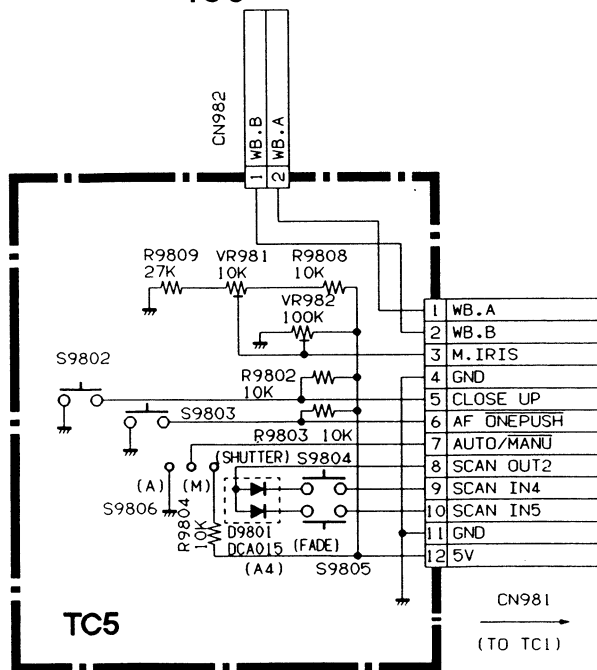 CN982
1 WB.B
2 WB.A
R9809
27K
VR981
10K
R9808
10K
VR982
100K
S9802
R9802
10K
S9803
R9803 10K
(SHUTTER)
S9804
(A)
(M)
S9806
R9804
10K
D9801
DCA015
(A4)
(FADE)
S9805
TC5
1 WB.A
2 WB.B
3 M.IRIS
4 GND
5 CLOSE UP
6 AF ONEPUSH
7 AUTO/MANU
8 SCAN OUT2
9 SCAN IN4
10 SCAN IN5
11 GND
12 5V
CN981
(TO TC1)